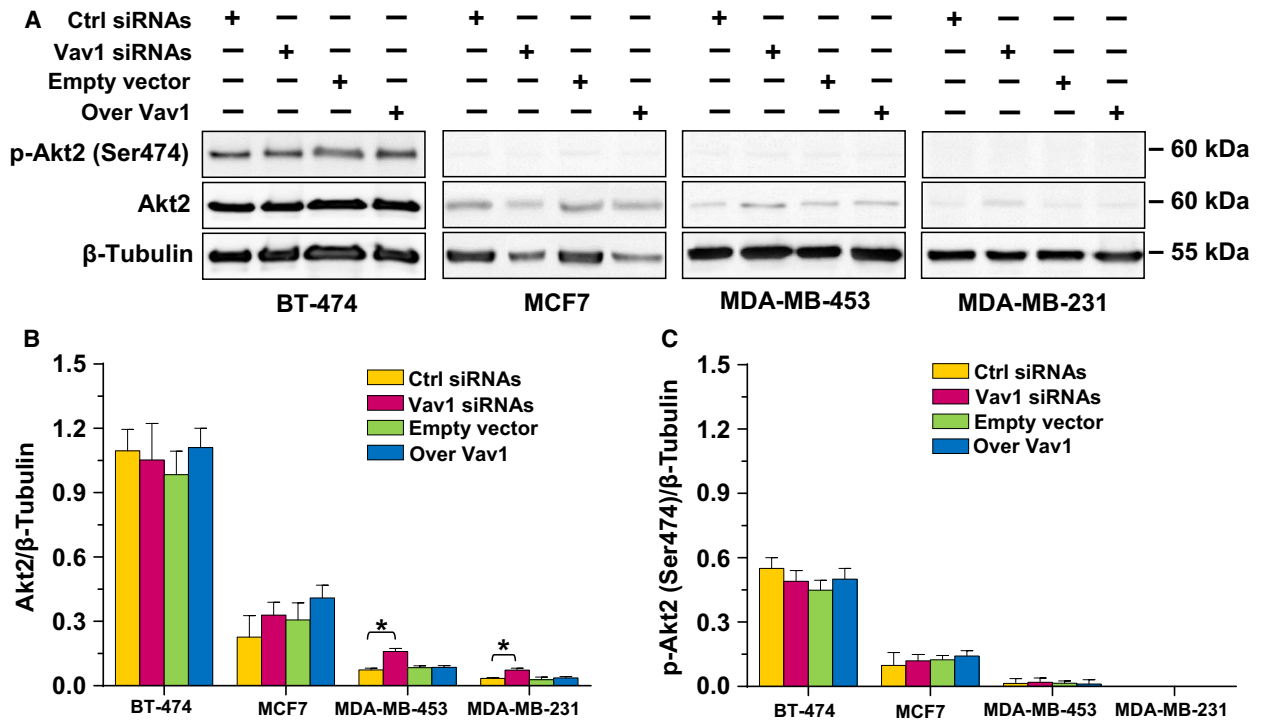 A
Ctrl siRNAs + − − − + − − − + − − − + − − −
Vav1 siRNAs − + − − − + − − − + − − − + − −
Empty vector − − + − − − + − − − + − − − + −
Over Vav1 − − − + − − − + − − − + − − − +
p-Akt2 (Ser474) – 60 kDa
Akt2 – 60 kDa
β-Tubulin – 55 kDa
BT-474 MCF7 MDA-MB-453 MDA-MB-231
B
Akt2/β-Tubulin
1.5
1.2
0.9
0.6
0.3
0.0
Ctrl siRNAs
Vav1 siRNAs
Empty vector
Over Vav1
* *
BT-474 MCF7 MDA-MB-453 MDA-MB-231
C
p-Akt2 (Ser474)/β-Tubulin
1.5
1.2
0.9
0.6
0.3
0.0
Ctrl siRNAs
Vav1 siRNAs
Empty vector
Over Vav1
BT-474 MCF7 MDA-MB-453 MDA-MB-231